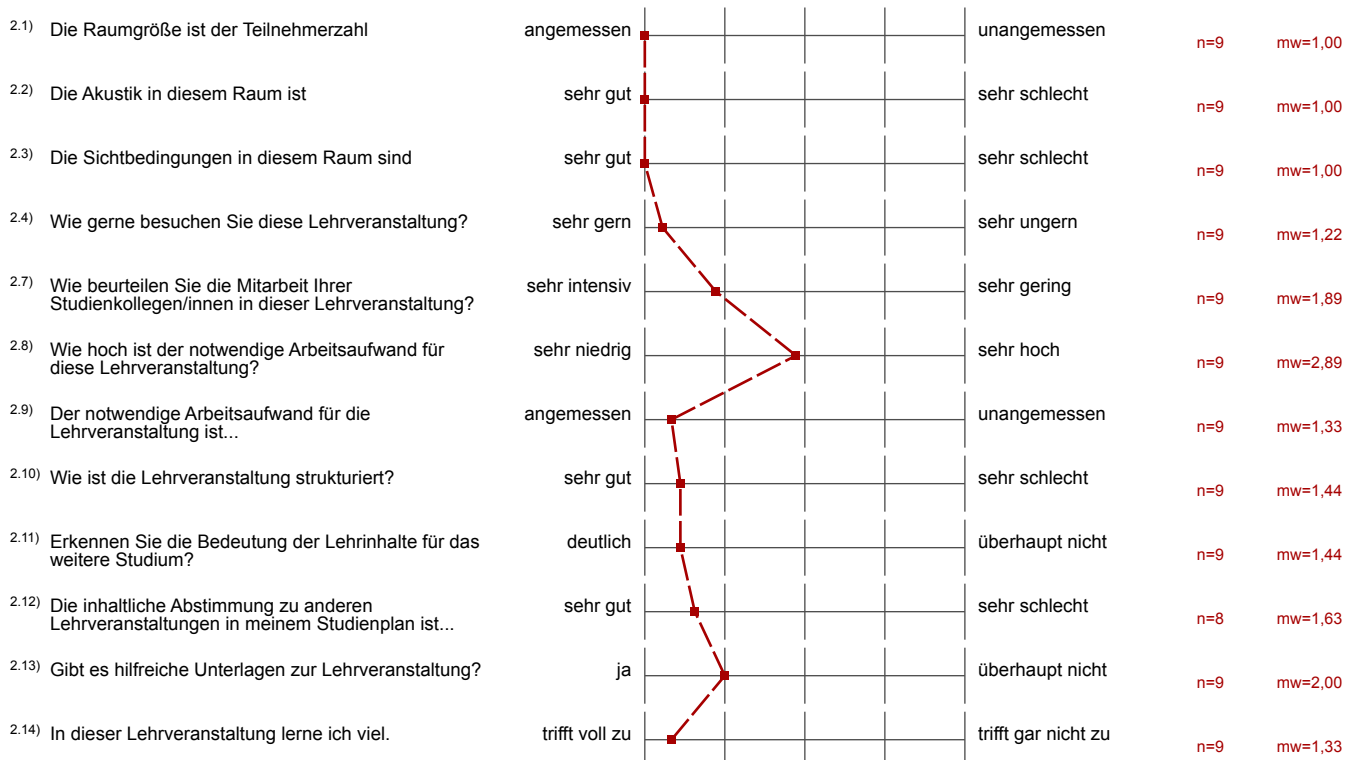 2.1) Die Raumgröße ist der Teilnehmerzahl angemessen unangemessen n=9 mw=1,00
2.2) Die Akustik in diesem Raum ist sehr gut sehr schlecht n=9 mw=1,00
2.3) Die Sichtbedingungen in diesem Raum sind sehr gut sehr schlecht n=9 mw=1,00
2.4) Wie gerne besuchen Sie diese Lehrveranstaltung? sehr gern sehr ungern n=9 mw=1,22
2.7) Wie beurteilen Sie die Mitarbeit Ihrer
Studienkollegen/innen in dieser Lehrveranstaltung? sehr intensiv sehr gering n=9 mw=1,89
2.8) Wie hoch ist der notwendige Arbeitsaufwand für
diese Lehrveranstaltung? sehr niedrig sehr hoch n=9 mw=2,89
2.9) Der notwendige Arbeitsaufwand für die
Lehrveranstaltung ist... angemessen unangemessen n=9 mw=1,33
2.10) Wie ist die Lehrveranstaltung strukturiert? sehr gut sehr schlecht n=9 mw=1,44
2.11) Erkennen Sie die Bedeutung der Lehrinhalte für das
weitere Studium? deutlich überhaupt nicht n=9 mw=1,44
2.12) Die inhaltliche Abstimmung zu anderen
Lehrveranstaltungen in meinem Studienplan ist... sehr gut sehr schlecht n=8 mw=1,63
2.13) Gibt es hilfreiche Unterlagen zur Lehrveranstaltung? ja überhaupt nicht n=9 mw=2,00
2.14) In dieser Lehrveranstaltung lerne ich viel. trifft voll zu trifft gar nicht zu n=9 mw=1,33